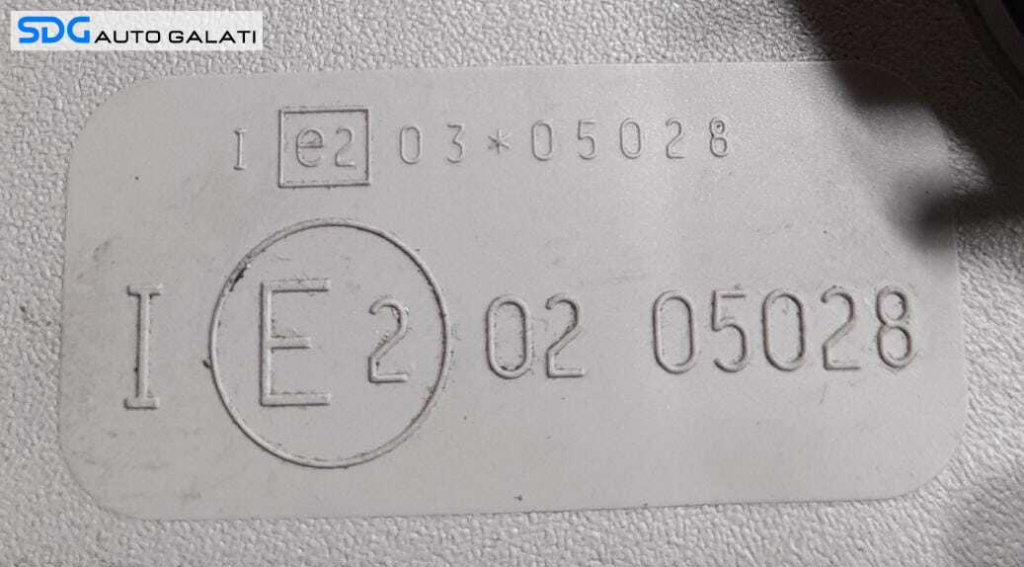 SDG AUTO GALATI
I e2 03*05028
I E2 02 05028